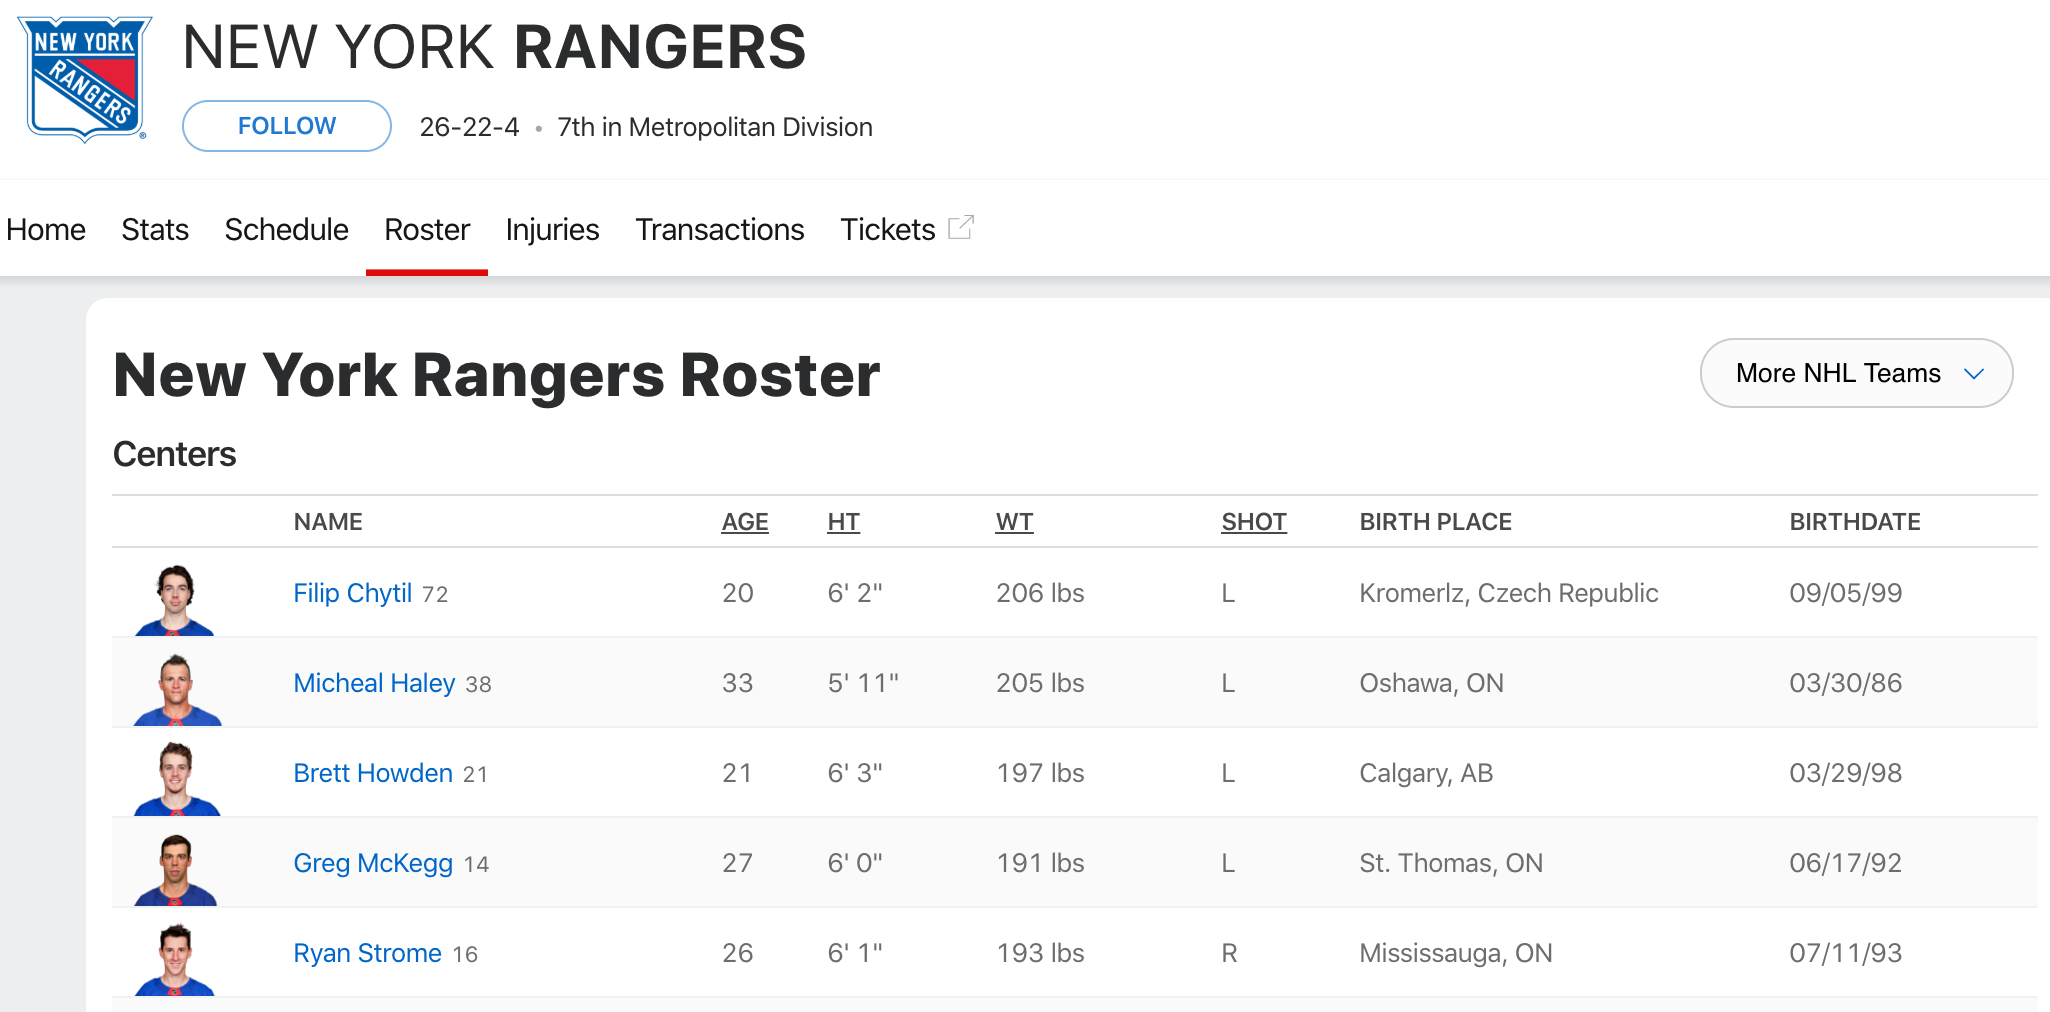 NEW YORK
RANGERS
®
NEW YORK RANGERS
FOLLOW 26-22-4 • 7th in Metropolitan Division
Home Stats Schedule Roster Injuries Transactions Tickets
New York Rangers Roster
More NHL Teams
Centers
NAME AGE HT WT SHOT BIRTH PLACE BIRTHDATE
Filip Chytil 72 20 6' 2" 206 lbs L Kromerlz, Czech Republic 09/05/99
Micheal Haley 38 33 5' 11" 205 lbs L Oshawa, ON 03/30/86
Brett Howden 21 21 6' 3" 197 lbs L Calgary, AB 03/29/98
Greg McKegg 14 27 6' 0" 191 lbs L St. Thomas, ON 06/17/92
Ryan Strome 16 26 6' 1" 193 lbs R Mississauga, ON 07/11/93